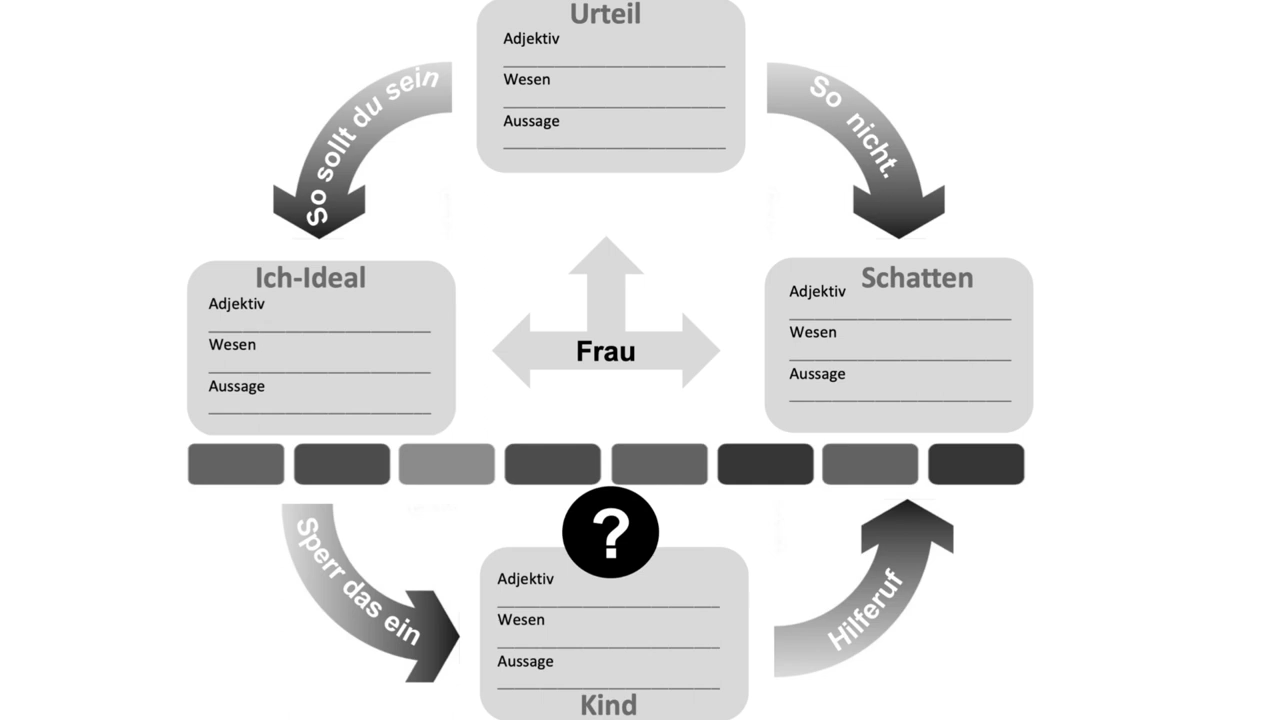 Urteil
Adjektiv
Wesen
Aussage
So sollt du sein
So nicht.
Ich-Ideal
Adjektiv
Wesen
Aussage
Frau
Schatten
Adjektiv
Wesen
Aussage
Sperr das ein
?
Adjektiv
Wesen
Aussage
Kind
Hilferuf